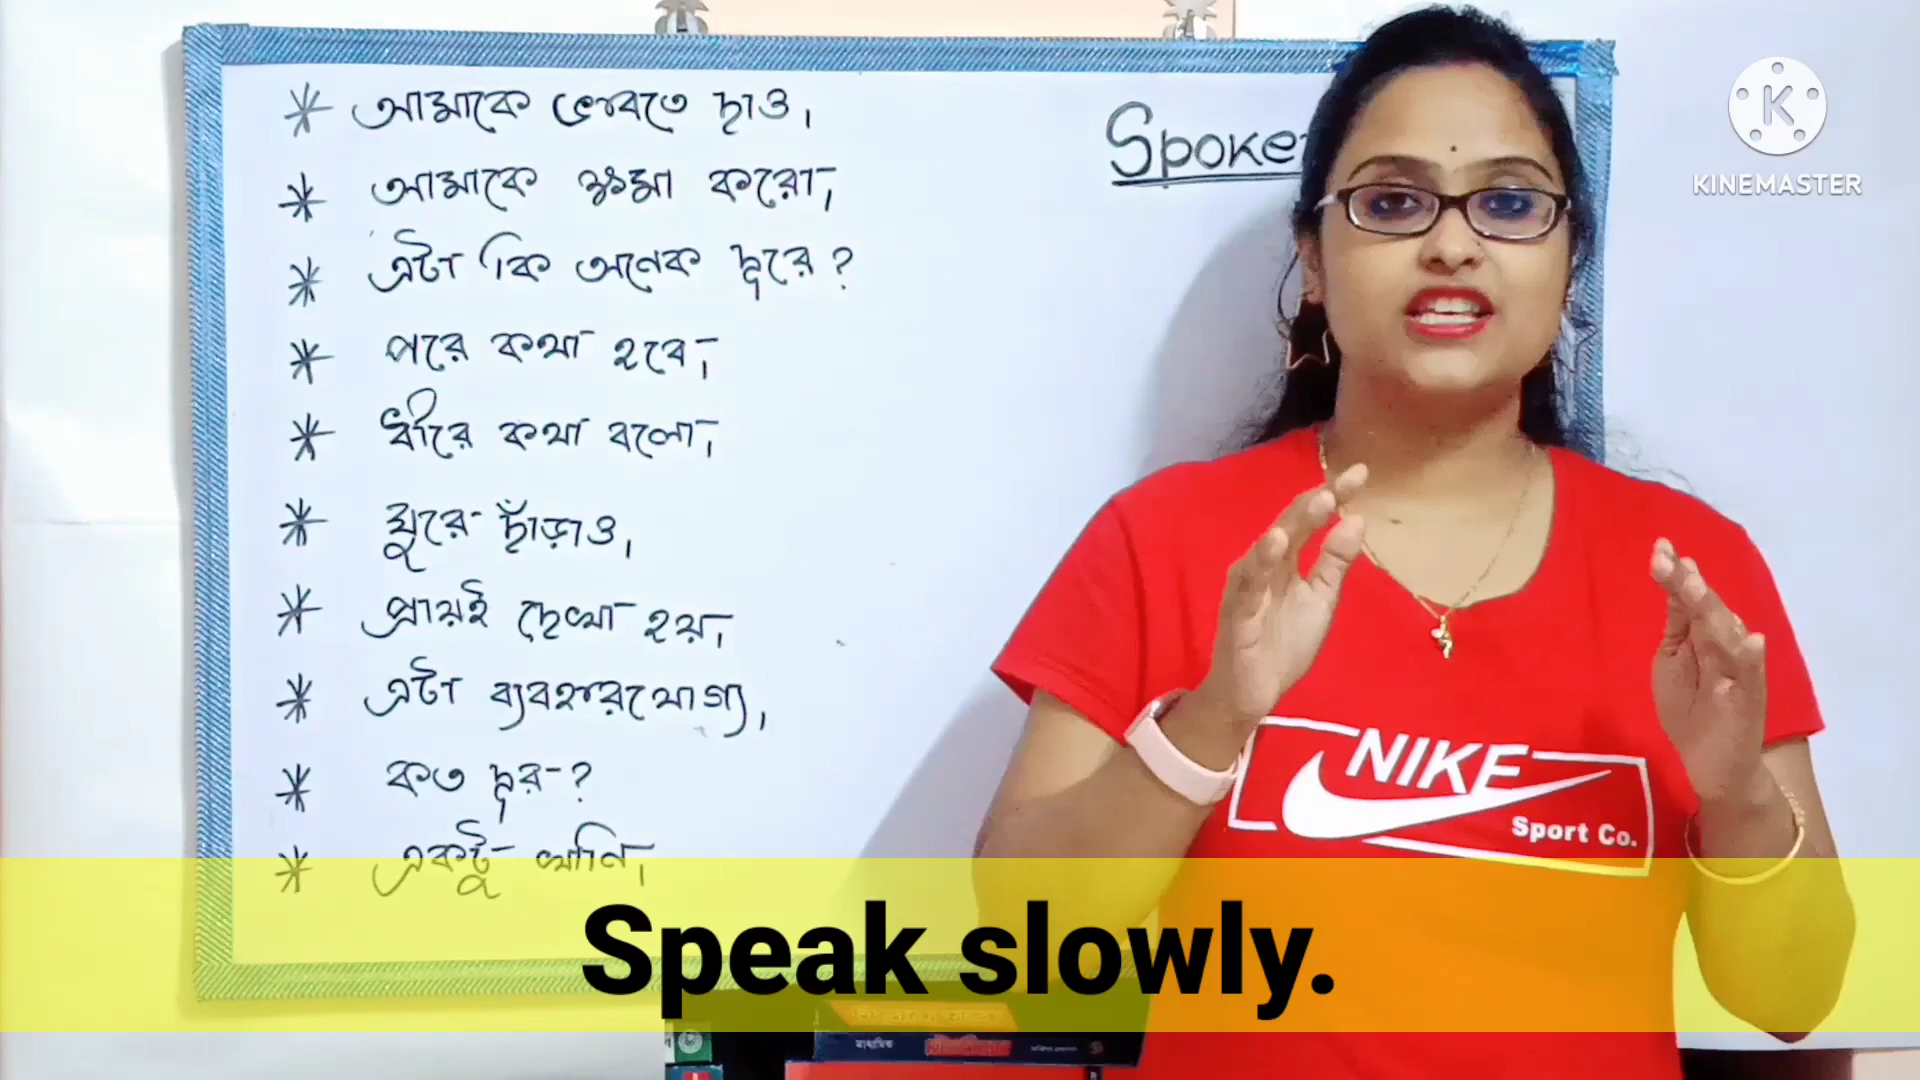 * আমাকে ভাবতে দাও।
* আমাকে ক্ষমা করো।
* এটা কি অনেক দূরে?
* পরে কথা হবে।
* ধীরে কথা বলো।
* ঘুরে দাঁড়াও।
* প্রায়ই দেখা হয়।
* এটা ব্যবহারযোগ্য।
* কত দূর?
* একটু খানি।
Spoke
KINEMASTER
NIKE
Sport Co.
Speak slowly.
মাধ্যমিক